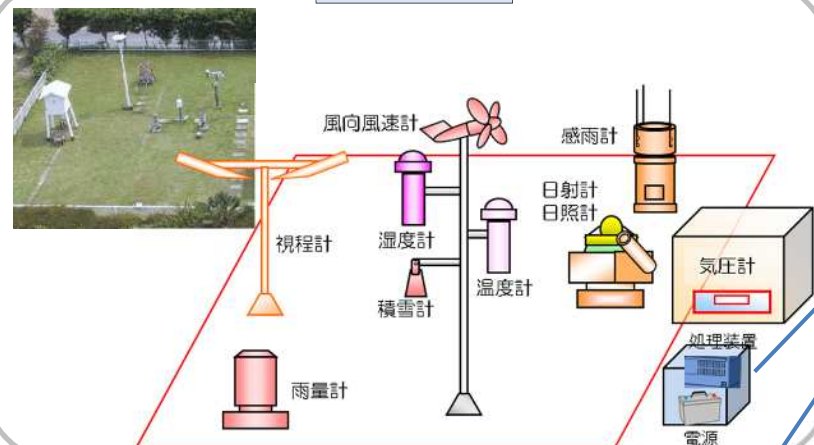 風向風速計
感雨計
日射計
日照計
視程計
湿度計
気圧計
温度計
積雪計
処理装置
雨量計
電源